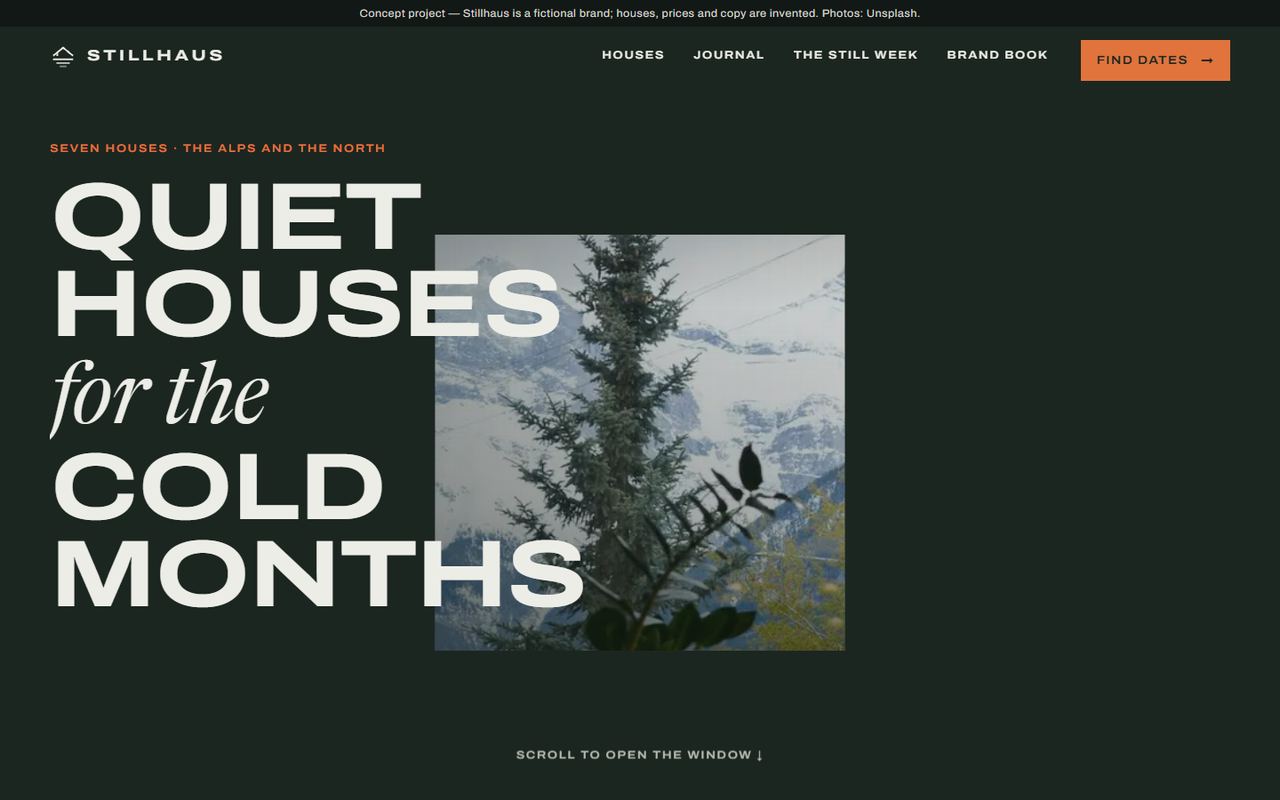 Concept project — Stillhaus is a fictional brand; houses, prices and copy are invented. Photos: Unsplash.
STILLHAUS
HOUSES
JOURNAL
THE STILL WEEK
BRAND BOOK
FIND DATES →
SEVEN HOUSES · THE ALPS AND THE NORTH
QUIET
HOUSES
for the
COLD
MONTHS
SCROLL TO OPEN THE WINDOW ↓